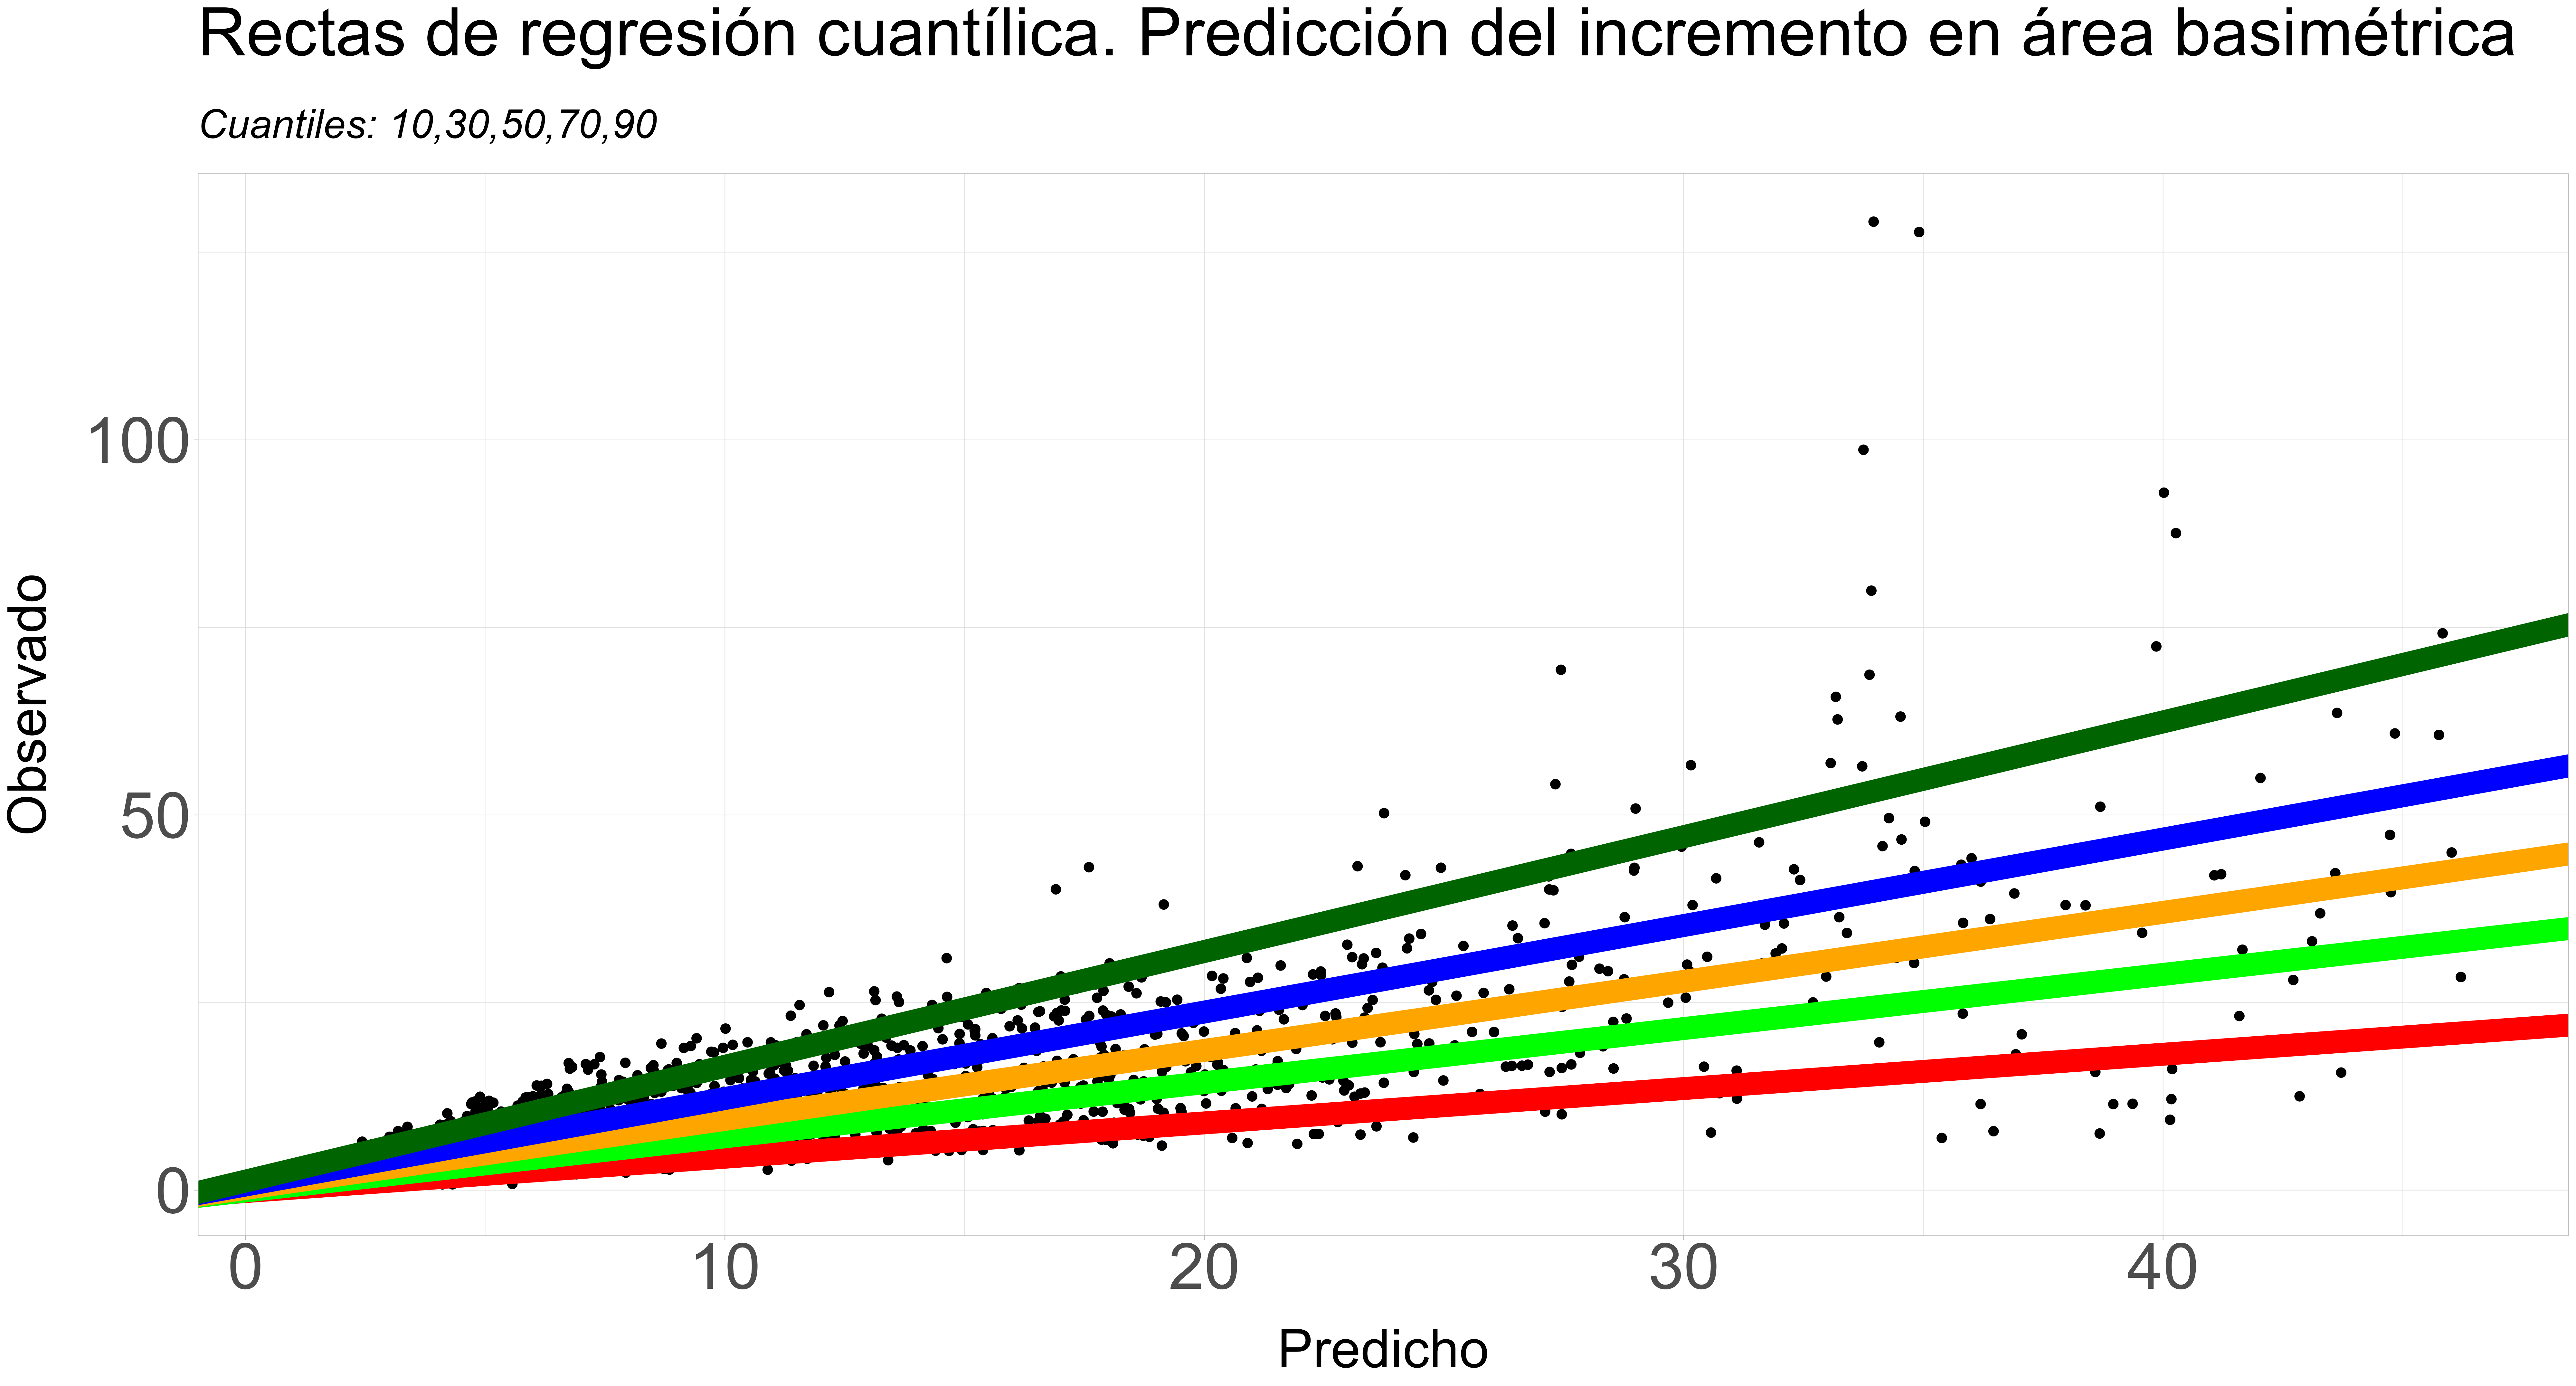 Rectas de regresión cuantílica. Predicción del incremento en área basimétrica
Cuantiles: 10,30,50,70,90
Observado
100
50
0
0 10 20 30 40
Predicho